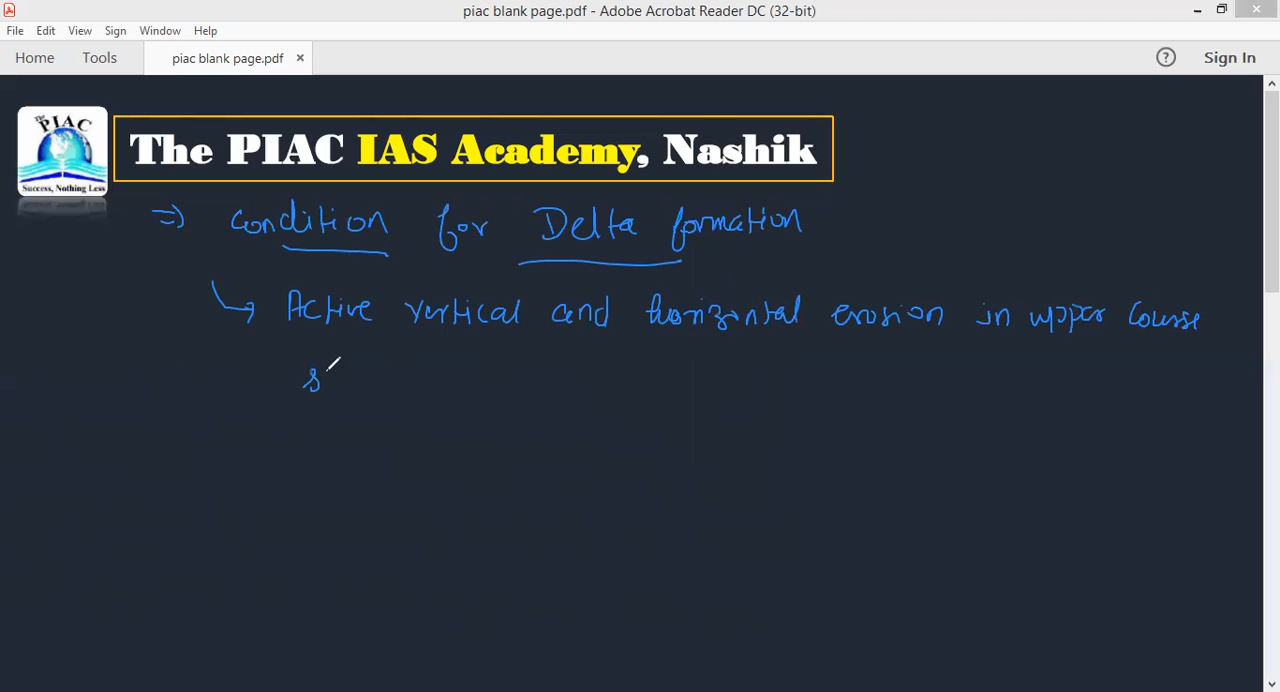 piac blank page.pdf - Adobe Acrobat Reader DC (32-bit)
File Edit View Sign Window Help
Home Tools piac blank page.pdf × ? Sign In
The PIAC
Success, Nothing Less
The PIAC IAS Academy, Nashik
⇒ condition for Delta formation
↳ Active vertical and horizontal erosion in upper course
s